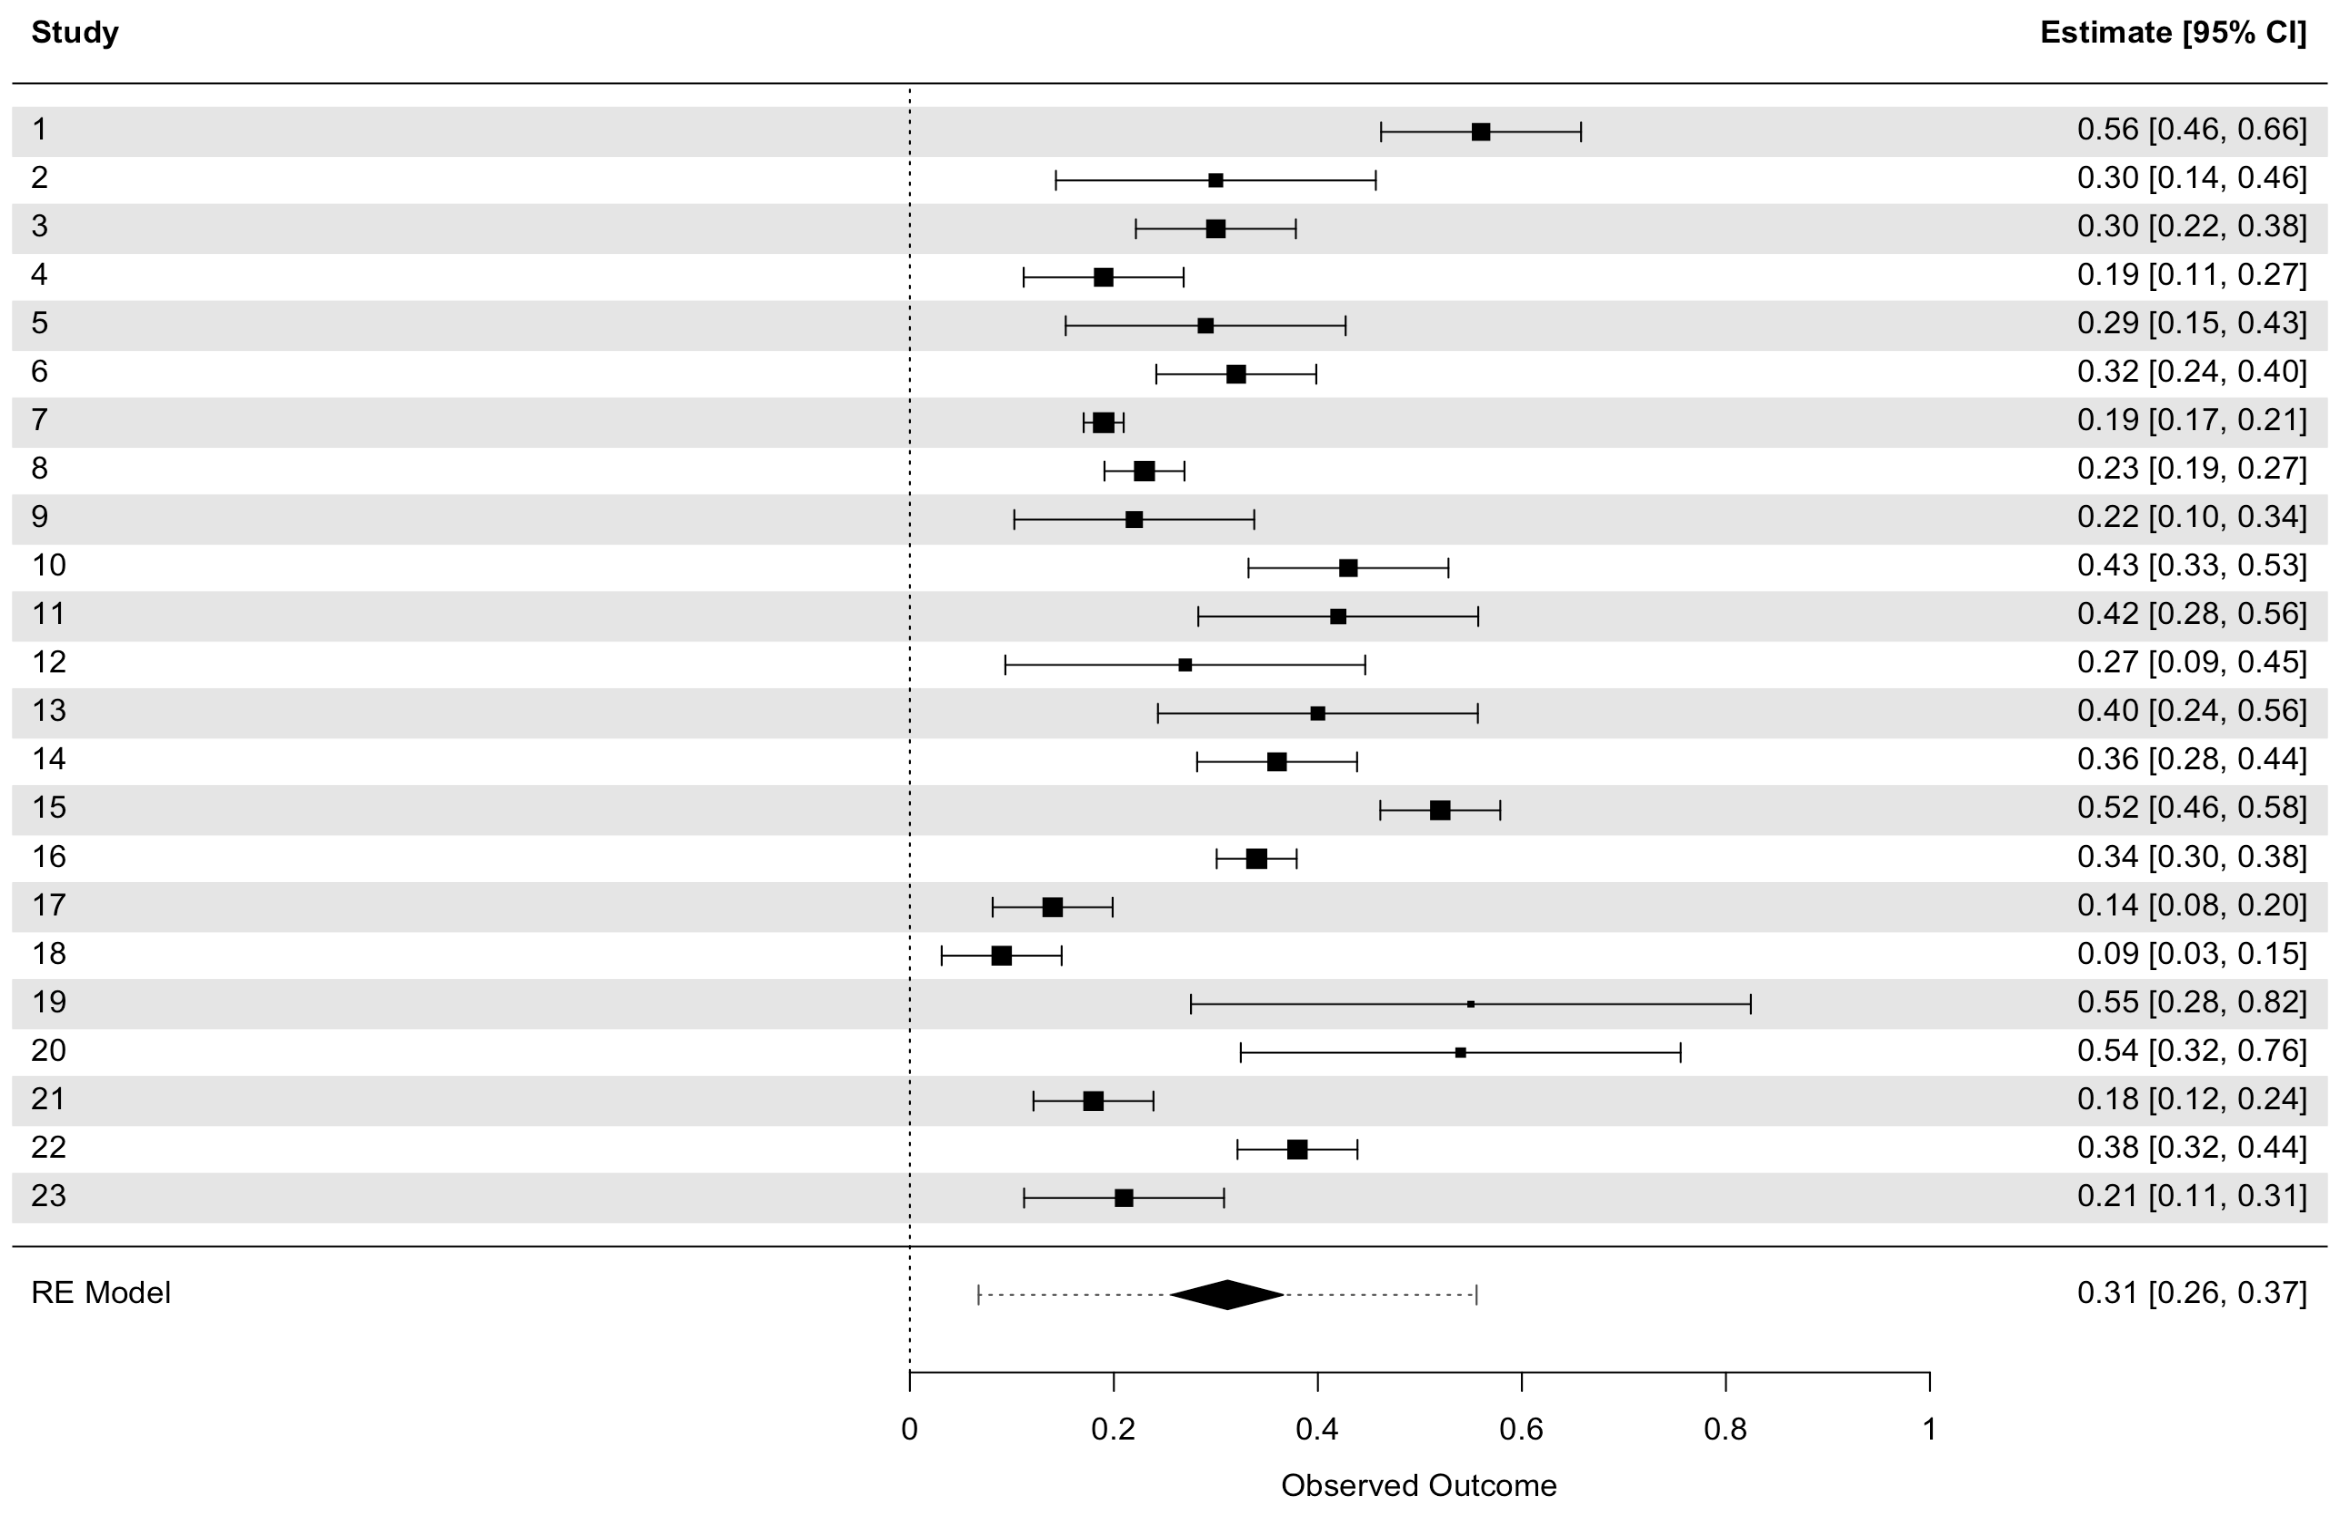 Study Estimate [95% CI]
1 0.56 [0.46, 0.66]
2 0.30 [0.14, 0.46]
3 0.30 [0.22, 0.38]
4 0.19 [0.11, 0.27]
5 0.29 [0.15, 0.43]
6 0.32 [0.24, 0.40]
7 0.19 [0.17, 0.21]
8 0.23 [0.19, 0.27]
9 0.22 [0.10, 0.34]
10 0.43 [0.33, 0.53]
11 0.42 [0.28, 0.56]
12 0.27 [0.09, 0.45]
13 0.40 [0.24, 0.56]
14 0.36 [0.28, 0.44]
15 0.52 [0.46, 0.58]
16 0.34 [0.30, 0.38]
17 0.14 [0.08, 0.20]
18 0.09 [0.03, 0.15]
19 0.55 [0.28, 0.82]
20 0.54 [0.32, 0.76]
21 0.18 [0.12, 0.24]
22 0.38 [0.32, 0.44]
23 0.21 [0.11, 0.31]
RE Model 0.31 [0.26, 0.37]
0 0.2 0.4 0.6 0.8 1
Observed Outcome